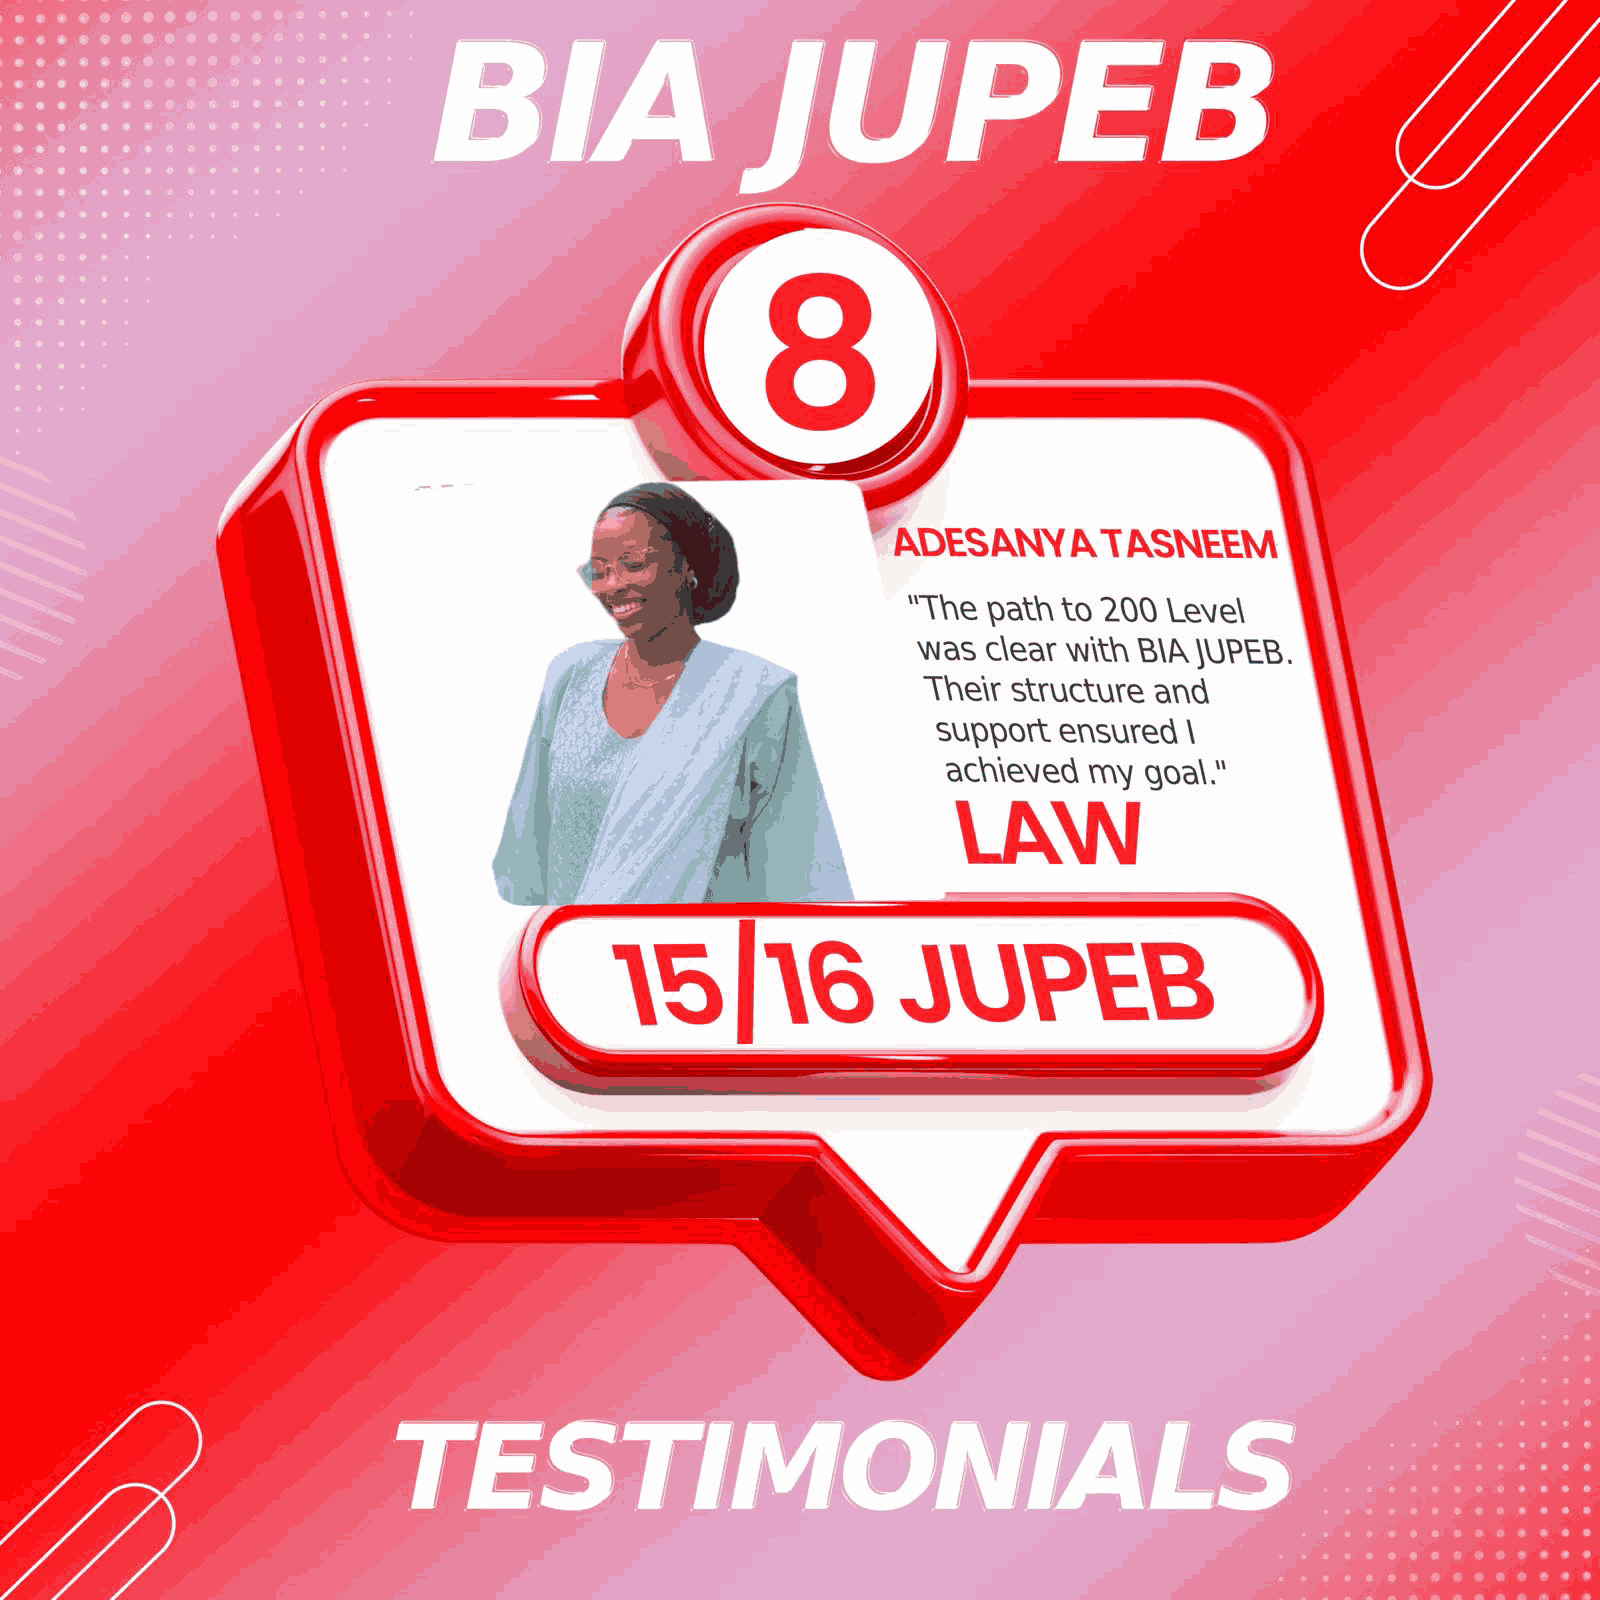 BIA JUPEB
8
ADESANYA TASNEEM
"The path to 200 Level
was clear with BIA JUPEB.
Their structure and
support ensured I
achieved my goal."
LAW
15/16 JUPEB
TESTIMONIALS